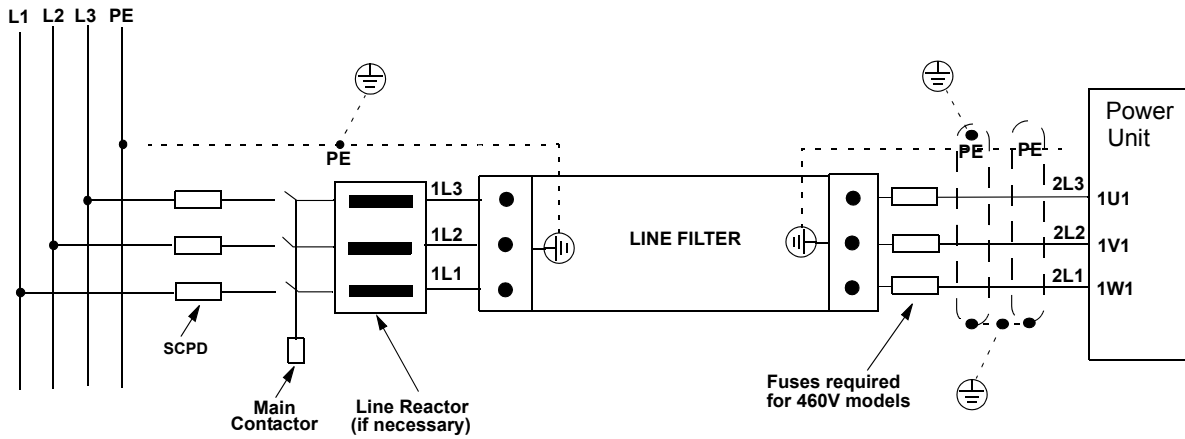 L1 L2 L3 PE
Power
Unit
PE
PE
PE
1L3
2L3
1U1
1L2
LINE FILTER
2L2
1V1
1L1
2L1
1W1
SCPD
Main
Contactor
Line Reactor
(if necessary)
Fuses required
for 460V models